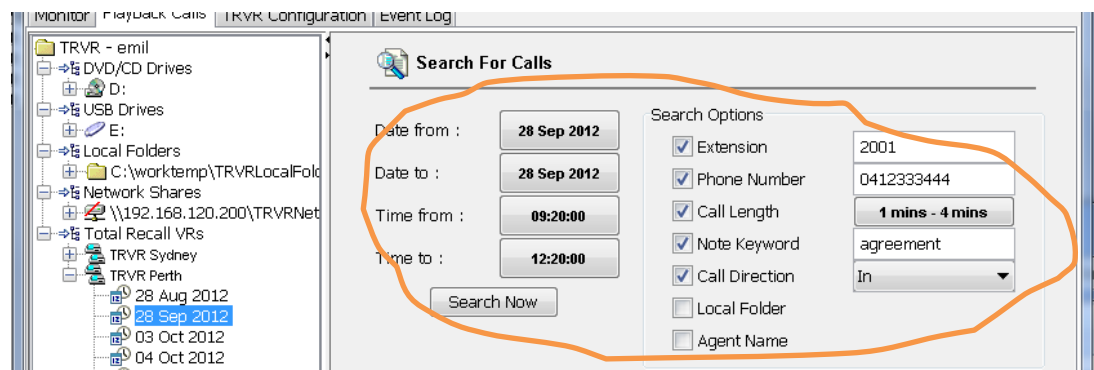 Monitor Playback Calls TRVR Configuration Event Log
TRVR - emil
DVD/CD Drives
D:
USB Drives
E:
Local Folders
C:\worktemp\TRVRLocalFold
Network Shares
\\192.168.120.200\TRVRNet
Total Recall VRs
TRVR Sydney
TRVR Perth
28 Aug 2012
28 Sep 2012
03 Oct 2012
04 Oct 2012
Search For Calls
Date from : 28 Sep 2012
Date to : 28 Sep 2012
Time from : 09:20:00
Time to : 12:20:00
Search Now
Search Options
Extension 2001
Phone Number 0412333444
Call Length 1 mins - 4 mins
Note Keyword agreement
Call Direction In
Local Folder
Agent Name